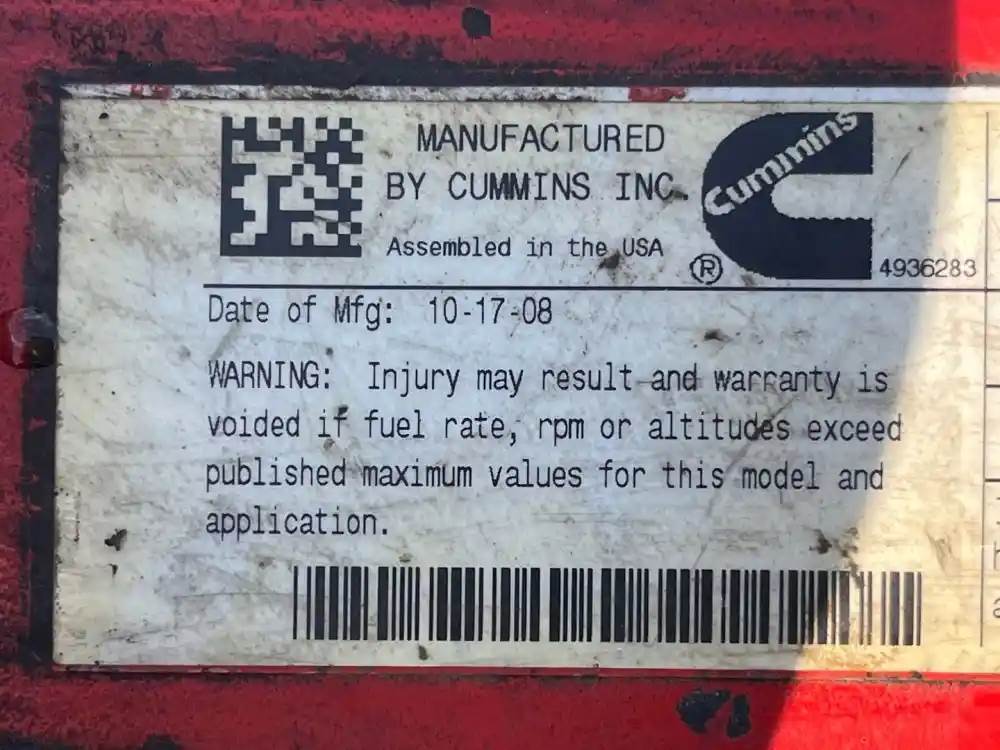 MANUFACTURED
BY CUMMINS INC.
Assembled in the USA
Cummins
®
4936283
Date of Mfg: 10-17-08
WARNING: Injury may result and warranty is
voided if fuel rate, rpm or altitudes exceed
published maximum values for this model and
application.